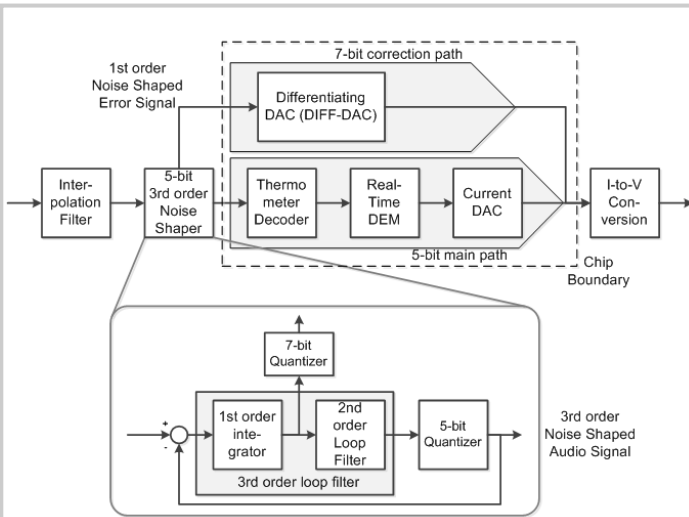 7-bit correction path
1st order
Noise Shaped
Error Signal
Differentiating
DAC (DIFF-DAC)
Inter-
polation
Filter
5-bit
3rd order
Noise
Shaper
Thermo
meter
Decoder
Real-
Time
DEM
Current
DAC
I-to-V
Con-
version
5-bit main path
Chip
Boundary
7-bit
Quantizer
+
-
1st order
inte-
grator
2nd
order
Loop
Filter
5-bit
Quantizer
3rd order loop filter
3rd order
Noise Shaped
Audio Signal